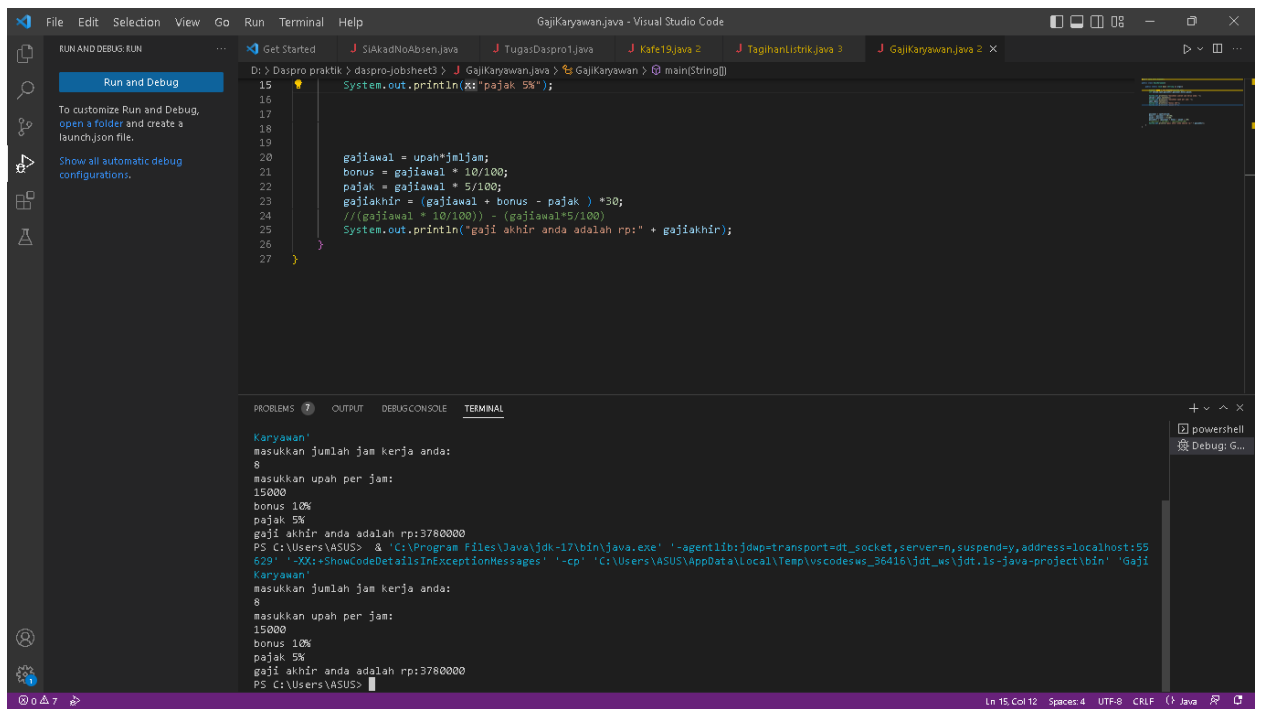 File Edit Selection View Go Run Terminal Help GajiKaryawan.java - Visual Studio Code
RUN AND DEBUG: RUN ...
Get Started J SiAkadNoAbsen.java J TugasDaspro1.java J Kafe19.java 2 J TagihanListrik.java 3 J GajiKaryawan.java 2
D: > Daspro praktik > daspro-jobsheet3 > J GajiKaryawan.java > GajiKaryawan > main(String[])
Run and Debug
To customize Run and Debug,
open a folder and create a
launch.json file.
Show all automatic debug
configurations.
15 System.out.println(x:"pajak 5%");
16
17
18
19
20 gajiawal = upah*jmljam;
21 bonus = gajiawal * 10/100;
22 pajak = gajiawal * 5/100;
23 gajiakhir = (gajiawal + bonus - pajak ) *30;
24 //(gajiawal * 10/100)) - (gajiawal*5/100)
25 System.out.println("gaji akhir anda adalah rp:" + gajiakhir);
26 }
27 }
PROBLEMS 7 OUTPUT DEBUG CONSOLE TERMINAL
powershell
Debug: G...
Karyawan'
masukkan jumlah jam kerja anda:
8
masukkan upah per jam:
15000
bonus 10%
pajak 5%
gaji akhir anda adalah rp:3780000
PS C:\Users\ASUS> & 'C:\Program Files\Java\jdk-17\bin\java.exe' '-agentlib:jdwp=transport=dt_socket,server=n,suspend=y,address=localhost:55
629' '-XX:+ShowCodeDetailsInExceptionMessages' '-cp' 'C:\Users\ASUS\AppData\Local\Temp\vscodesws_36416\jdt_ws\jdt.ls-java-project\bin' 'Gaji
Karyawan'
masukkan jumlah jam kerja anda:
8
masukkan upah per jam:
15000
bonus 10%
pajak 5%
gaji akhir anda adalah rp:3780000
PS C:\Users\ASUS>
0 7 Ln 15, Col 12 Spaces: 4 UTF-8 CRLF {} Java